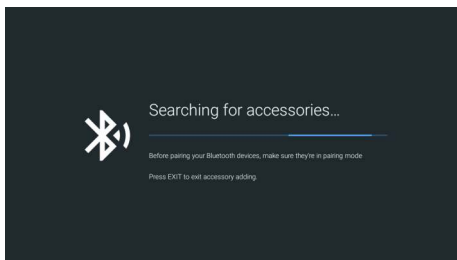 Searching for accessories...
Before pairing your Bluetooth devices, make sure they're in pairing mode
Press EXIT to exit accessory adding.